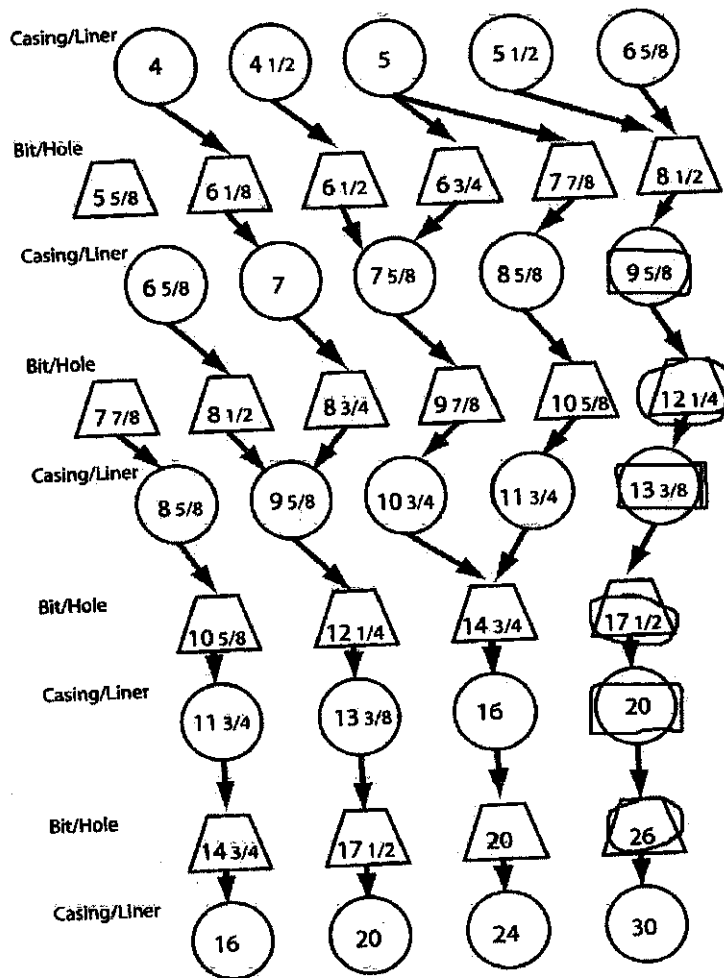 Casing/Liner 4 4 1/2 5 5 1/2 6 5/8
Bit/Hole 5 5/8 6 1/8 6 1/2 6 3/4 7 7/8 8 1/2
Casing/Liner 6 5/8 7 7 5/8 8 5/8 9 5/8
Bit/Hole 7 7/8 8 1/2 8 3/4 9 7/8 10 5/8 12 1/4
Casing/Liner 8 5/8 9 5/8 10 3/4 11 3/4 13 3/8
Bit/Hole 10 5/8 12 1/4 14 3/4 17 1/2
Casing/Liner 11 3/4 13 3/8 16 20
Bit/Hole 14 3/4 17 1/2 20 26
Casing/Liner 16 20 24 30